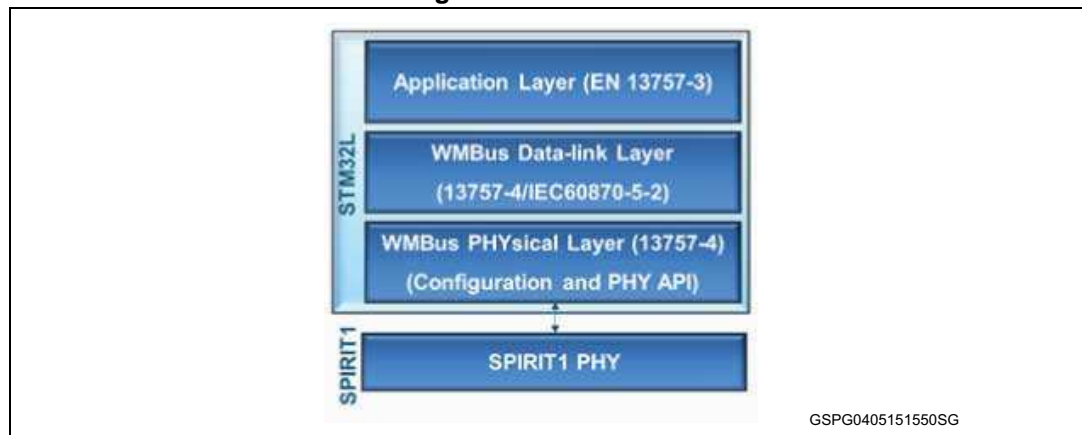 Application Layer (EN 13757-3)
WMBus Data-link Layer
(13757-4/IEC60870-5-2)
WMBus PHYsical Layer (13757-4)
(Configuration and PHY API)
STM32L
SPIRIT1 PHY
SPIRIT1
GSPG0405151550SG